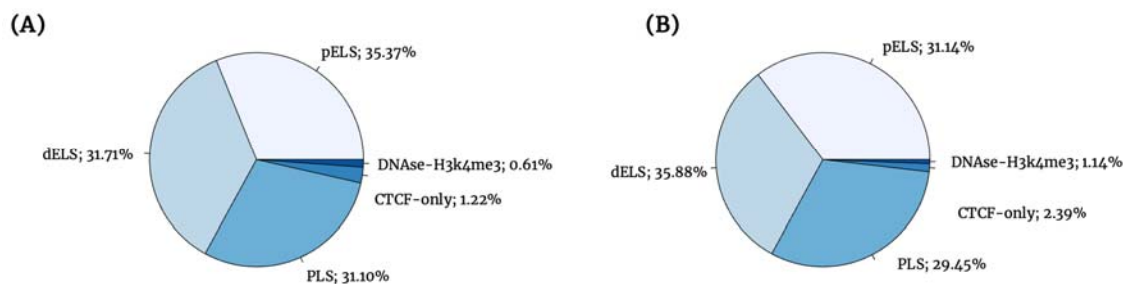 (A)
pELS; 35.37%
dELS; 31.71%
DNAse-H3k4me3; 0.61%
CTCF-only; 1.22%
PLS; 31.10%
(B)
pELS; 31.14%
dELS; 35.88%
DNAse-H3k4me3; 1.14%
CTCF-only; 2.39%
PLS; 29.45%